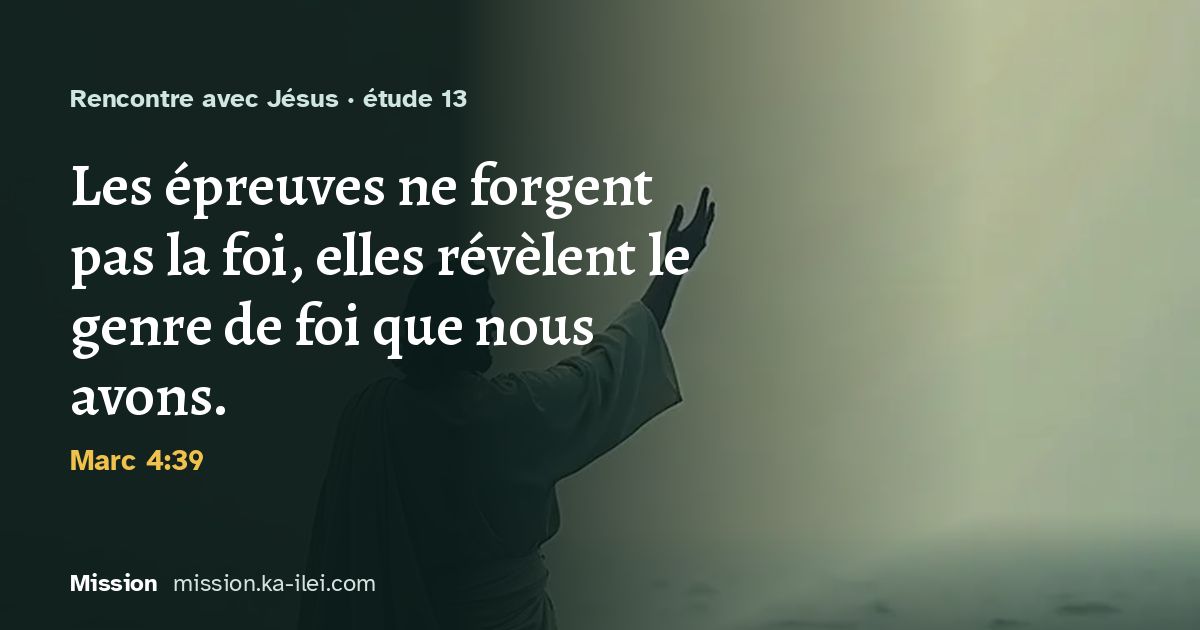 Rencontre avec Jésus · étude 13
Les épreuves ne forgent
pas la foi, elles révèlent le
genre de foi que nous
avons.
Marc 4:39
Mission mission.ka-ilei.com